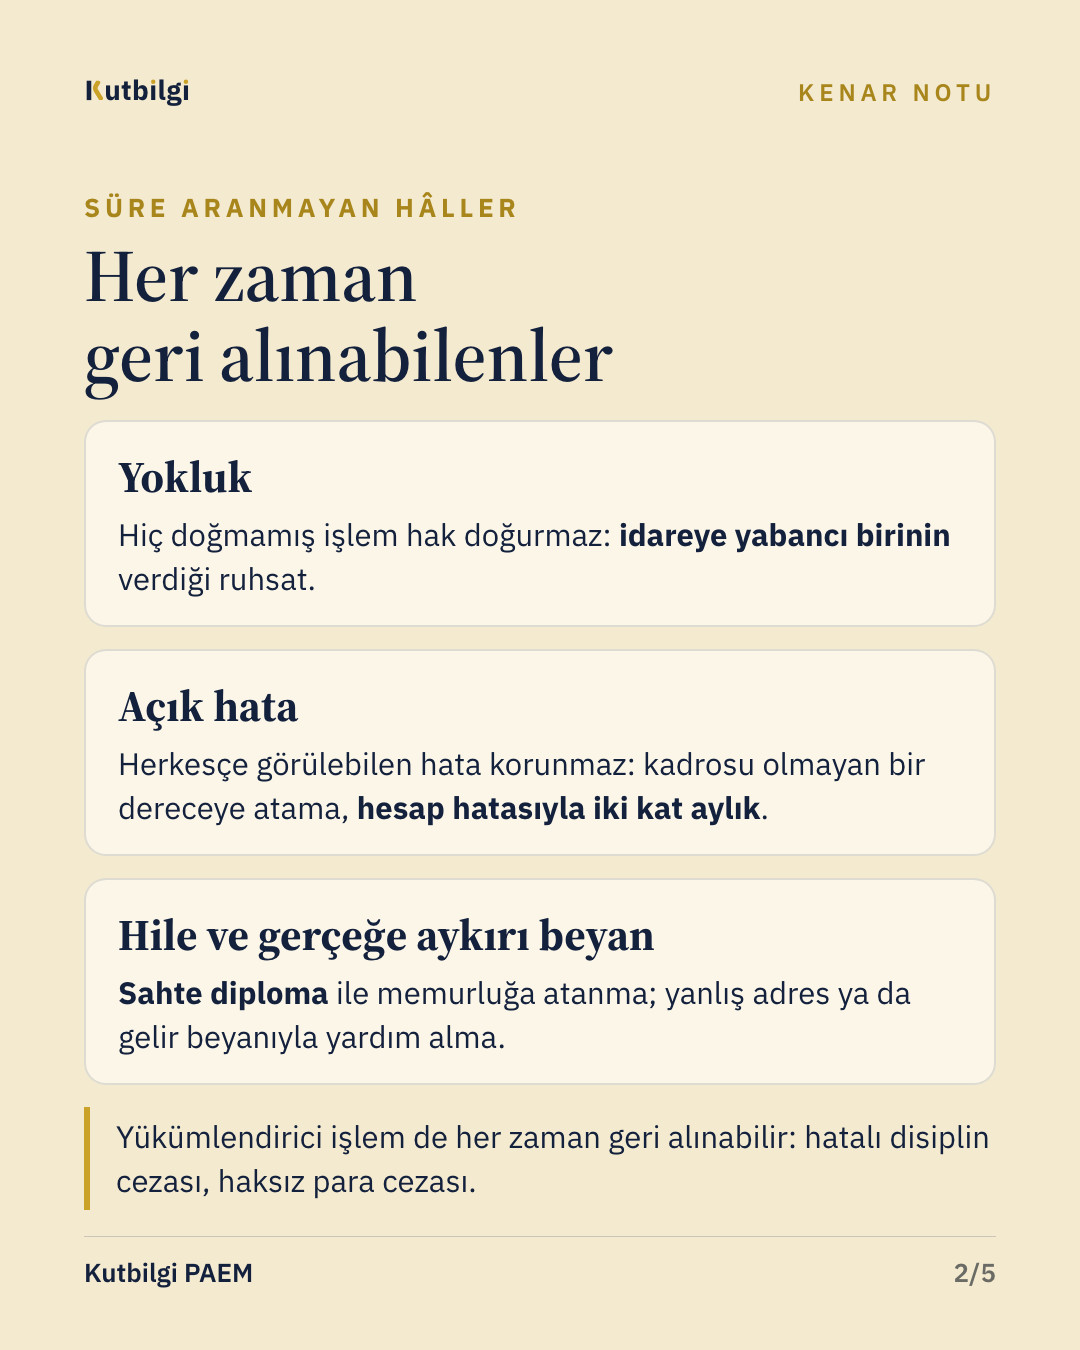 Kutbilgi
KENAR NOTU
SÜRE ARANMAYAN HÂLLER
Her zaman
geri alınabilenler
Yokluk
Hiç doğmamış işlem hak doğurmaz: idareye yabancı birinin
verdiği ruhsat.
Açık hata
Herkesçe görülebilen hata korunmaz: kadrosu olmayan bir
dereceye atama, hesap hatasıyla iki kat aylık.
Hile ve gerçeğe aykırı beyan
Sahte diploma ile memurluğa atanma; yanlış adres ya da
gelir beyanıyla yardım alma.
Yükümlendirici işlem de her zaman geri alınabilir: hatalı disiplin
cezası, haksız para cezası.
Kutbilgi PAEM
2/5